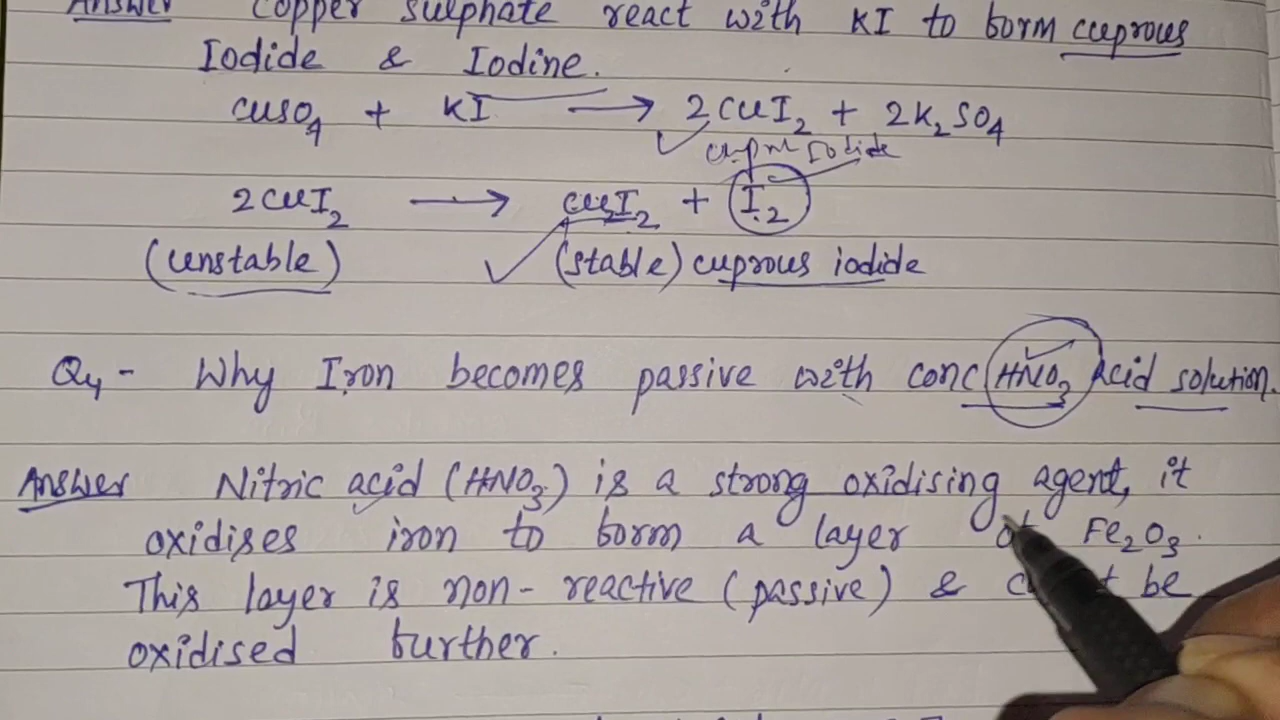 Answer Copper sulphate react with KI to form cuprous
Iodide & Iodine.
CuSO₄ + KI ⟶ 2CuI₂ + 2K₂SO₄
Iodide
2CuI₂ ⟶ Cu₂I₂ + I₂
(unstable) (stable) cuprous iodide
Q4 - Why Iron becomes passive with conc HNO₃ Acid solution.
Answer Nitric acid (HNO₃) is a strong oxidising agent, it
oxidises iron to form a layer Fe₂O₃.
This layer is non-reactive (passive) & be
oxidised further.